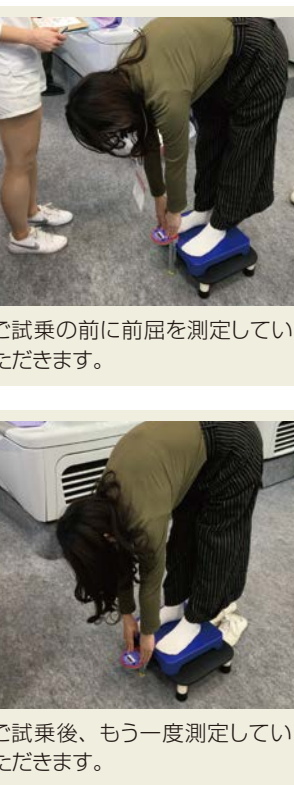 ご試乗の前に前屈を測定してい
ただきます。
ご試乗後、もう一度測定してい
ただきます。